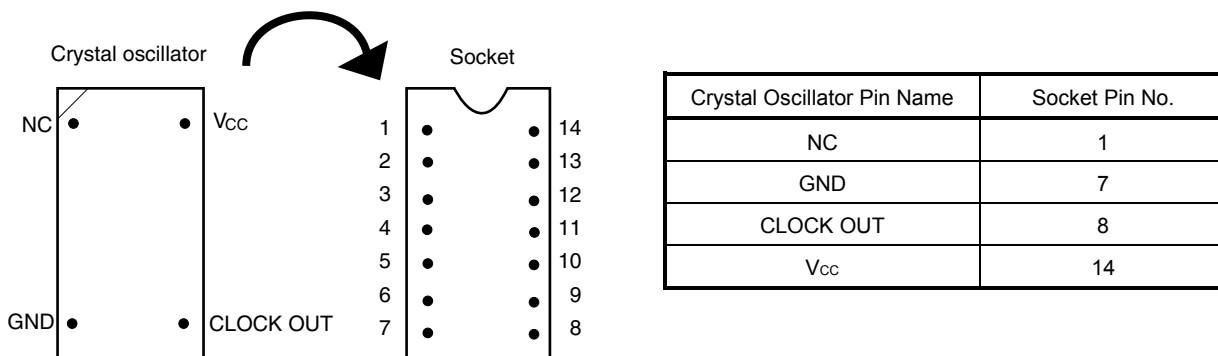 Crystal oscillator
NC
VCC
GND
CLOCK OUT
Socket
1
2
3
4
5
6
7
14
13
12
11
10
9
8
Crystal Oscillator Pin Name Socket Pin No.
NC 1
GND 7
CLOCK OUT 8
VCC 14